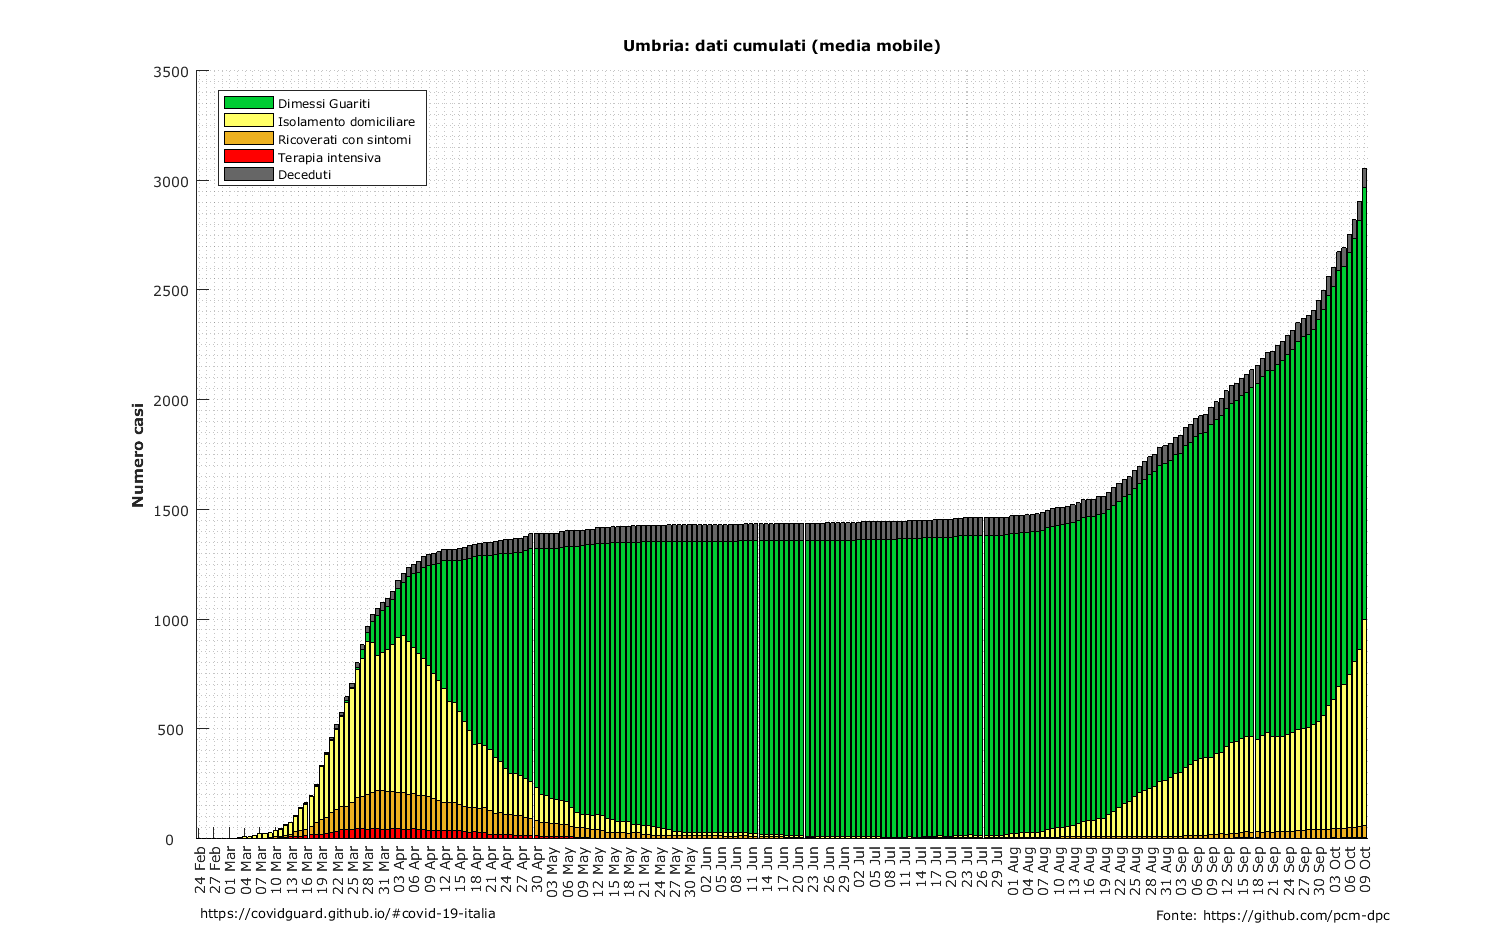 Umbria: dati cumulati (media mobile)
3500
3000
2500
2000
1500
1000
500
0
Numero casi
Dimessi Guariti
Isolamento domiciliare
Ricoverati con sintomi
Terapia intensiva
Deceduti
24 Feb
27 Feb
01 Mar
04 Mar
07 Mar
10 Mar
13 Mar
16 Mar
19 Mar
22 Mar
25 Mar
28 Mar
31 Mar
03 Apr
06 Apr
09 Apr
12 Apr
15 Apr
18 Apr
21 Apr
24 Apr
27 Apr
30 Apr
03 May
06 May
09 May
12 May
15 May
18 May
21 May
24 May
27 May
30 May
02 Jun
05 Jun
08 Jun
11 Jun
14 Jun
17 Jun
20 Jun
23 Jun
26 Jun
29 Jun
02 Jul
05 Jul
08 Jul
11 Jul
14 Jul
17 Jul
20 Jul
23 Jul
26 Jul
29 Jul
01 Aug
04 Aug
07 Aug
10 Aug
13 Aug
16 Aug
19 Aug
22 Aug
25 Aug
28 Aug
31 Aug
03 Sep
06 Sep
09 Sep
12 Sep
15 Sep
18 Sep
21 Sep
24 Sep
27 Sep
30 Sep
03 Oct
06 Oct
09 Oct
https://covidguard.github.io/#covid-19-italia
Fonte: https://github.com/pcm-dpc